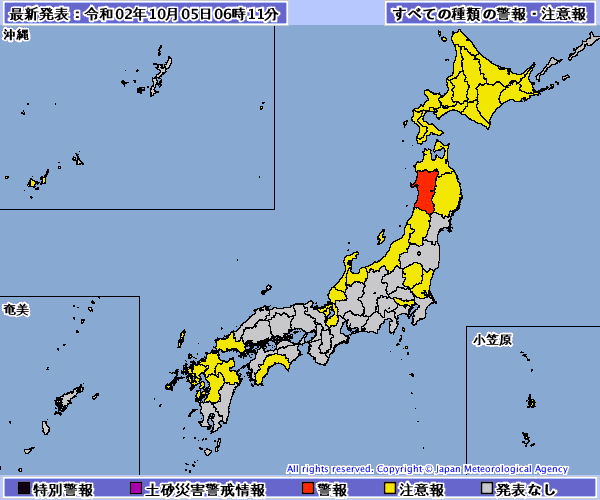 最新発表：令和02年10月05日06時11分
すべての種類の警報・注意報
沖縄
奄美
小笠原
All rights reserved. Copyright © Japan Meteorological Agency
特別警報 土砂災害警戒情報 警報 注意報 発表なし